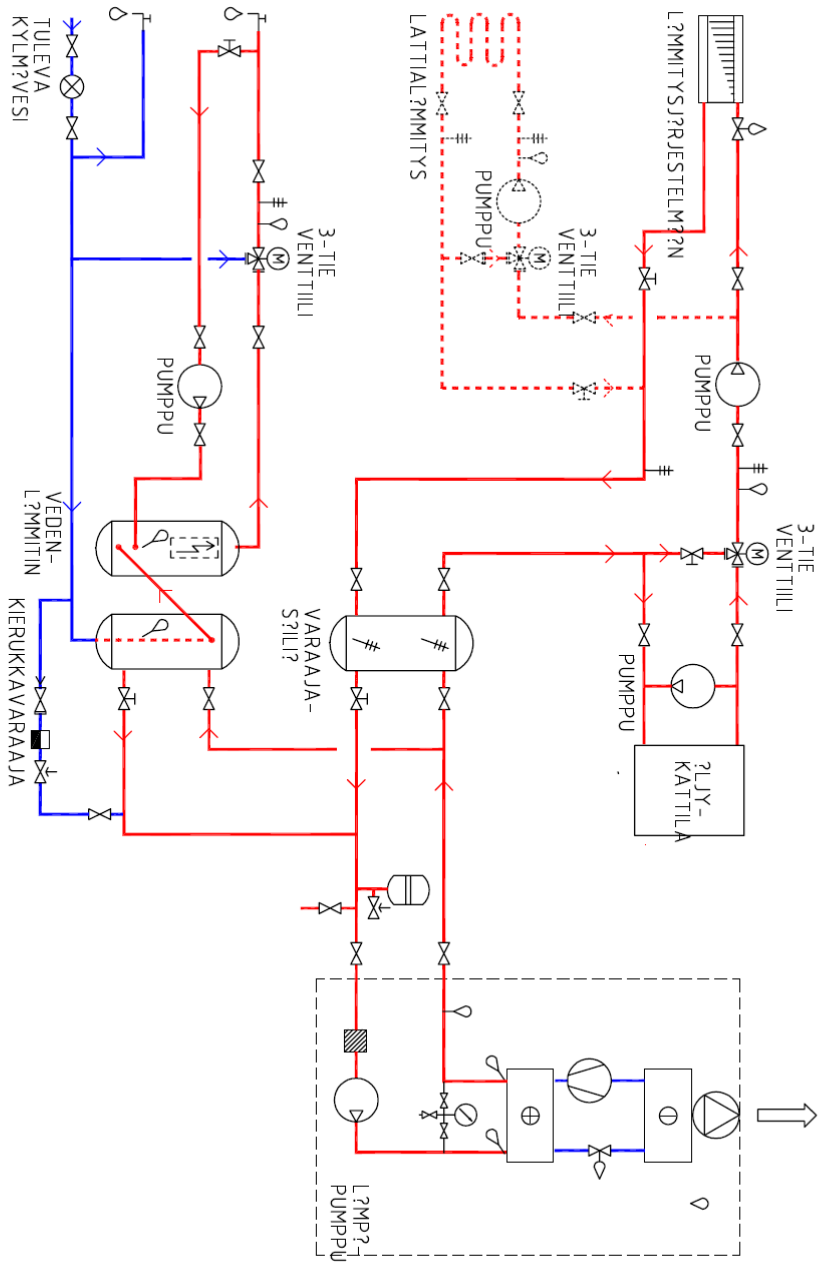 L?MMITYSJ?RJESTELM??N
PUMPPU
3-TIE
VENTTIILI
M
PUMPPU
?LJY-
KATTILA
LATTIAL?MMITYS
PUMPPU
3-TIE
VENTTIILI
M
VARAAJA-
S?ILI?
L?MP?-
PUMPPU
3-TIE
VENTTIILI
M
PUMPPU
TULEVA
KYLM?VESI
VEDEN-
L?MMITIN
KIERUKKAVARAAJA